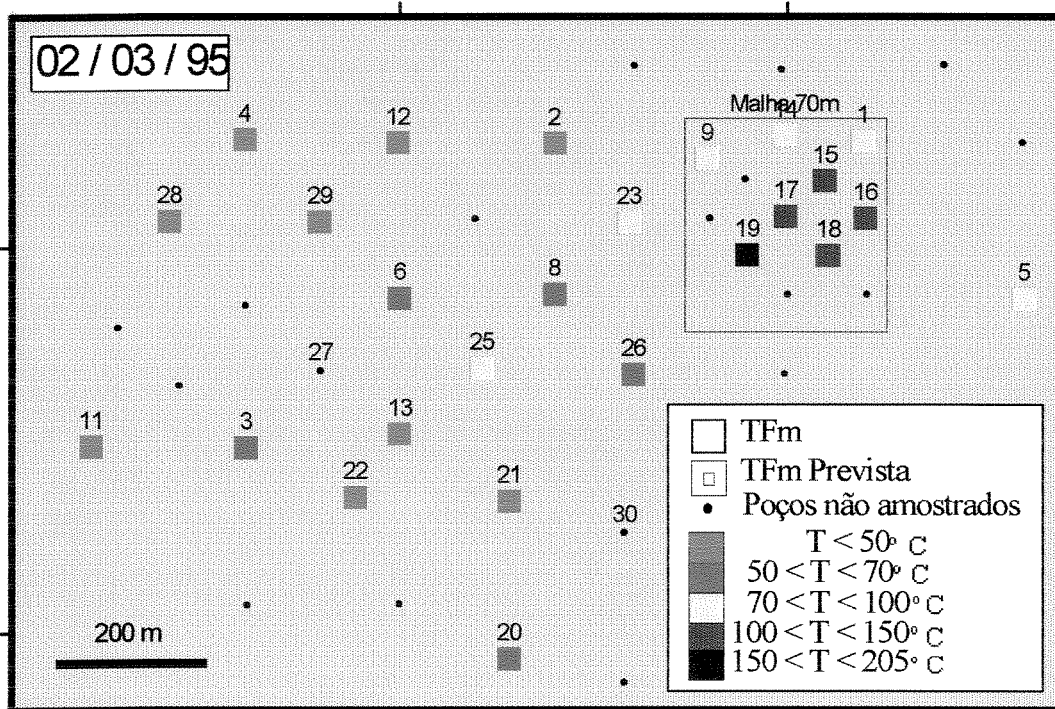 02 / 03 / 95
Malha 70m
4
12
2
9
14
1
15
28
29
23
17
16
19
18
6
8
5
25
26
27
11
3
13
22
21
30
20
200 m
TFm
TFm Prevista
Poços não amostrados
T < 50° C
50 < T < 70° C
70 < T < 100° C
100 < T < 150° C
150 < T < 205° C